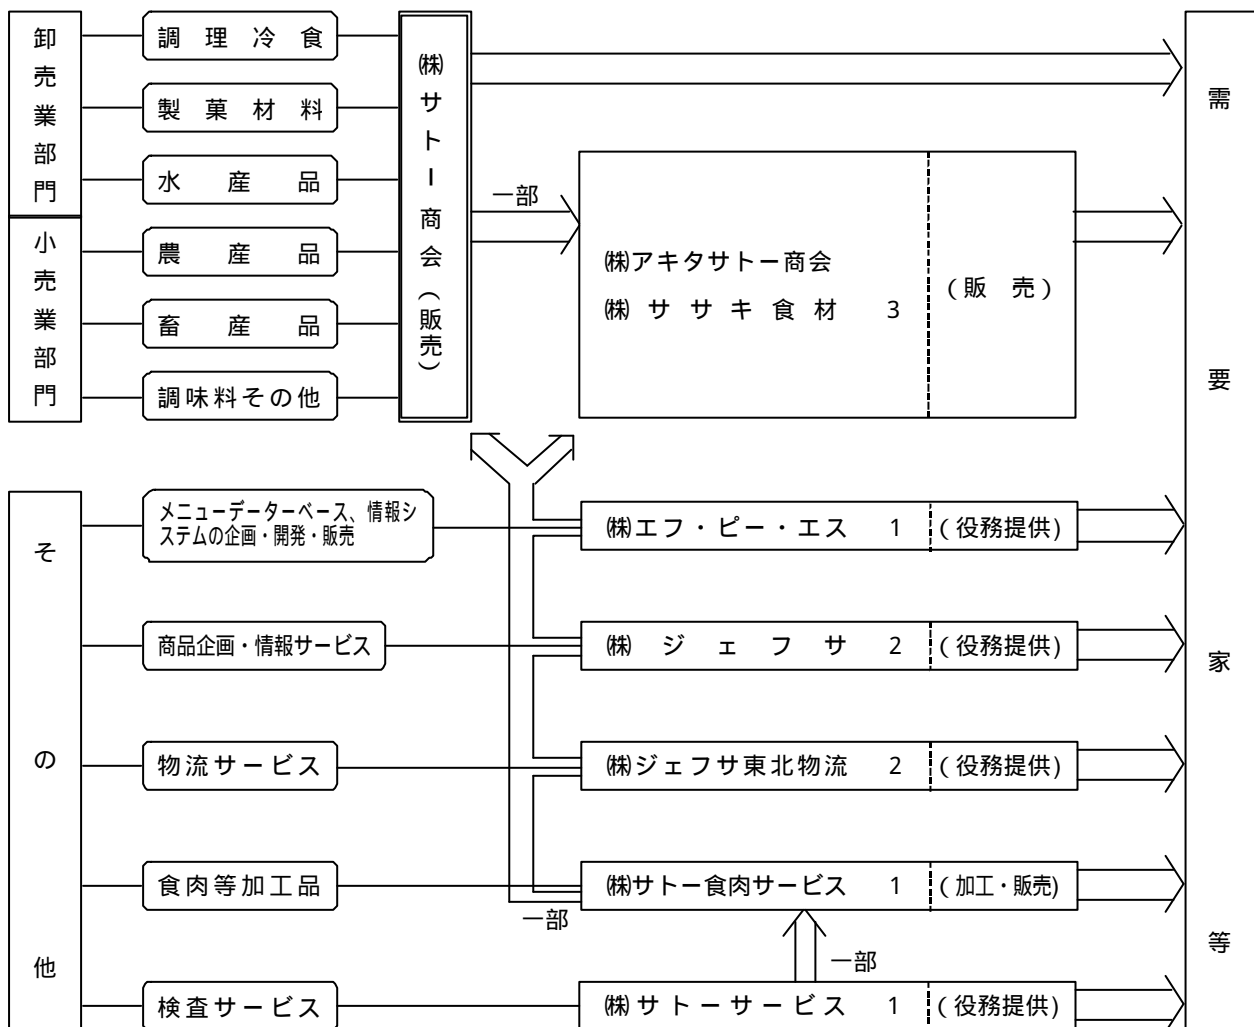 卸売業部門
小売業部門
調理冷食
製菓材料
水産品
農産品
畜産品
調味料その他
㈱サトー商会(販売)
一部
㈱アキタサトー商会
㈱ササキ食材 3
(販 売)
需要家等
その他
メニューデーターベース、情報シ
ステムの企画・開発・販売
㈱エフ・ピー・エス 1 (役務提供)
商品企画・情報サービス
㈱ジェフサ 2 (役務提供)
物流サービス
㈱ジェフサ東北物流 2 (役務提供)
食肉等加工品
㈱サトー食肉サービス 1 (加工・販売)
一部
一部
検査サービス
㈱サトーサービス 1 (役務提供)